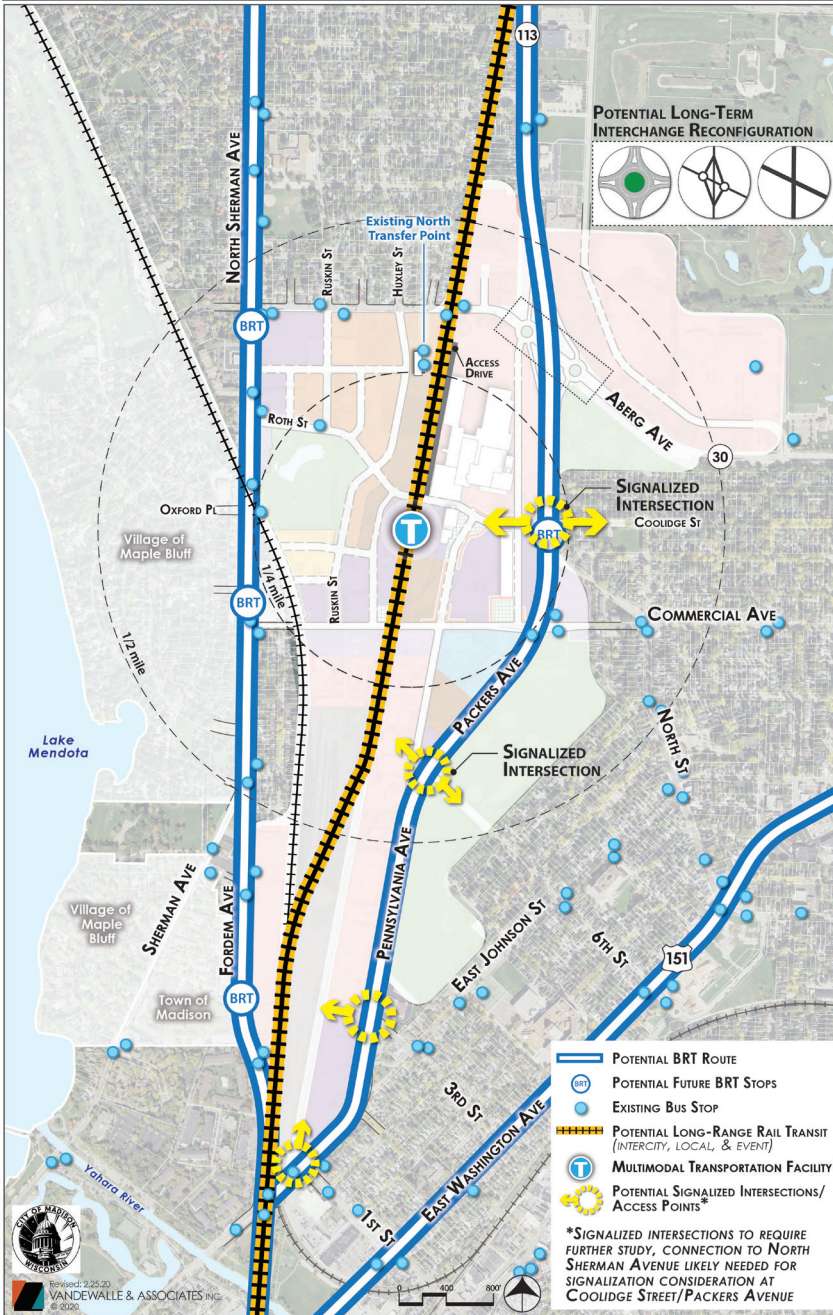 113
POTENTIAL LONG-TERM
INTERCHANGE RECONFIGURATION
NORTH SHERMAN AVE
Existing North
Transfer Point
RUSKIN ST
HUXLEY ST
BRT
ACCESS
DRIVE
ABERG AVE
ROTH ST
30
SIGNALIZED
INTERSECTION
COOLIDGE ST
OXFORD PL
T
BRT
Village of
Maple Bluff
1/4 mile
RUSKIN ST
BRT
COMMERCIAL AVE
1/2 mile
PACKERS AVE
NORTH ST
Lake
Mendota
SIGNALIZED
INTERSECTION
PENNSYLVANIA AVE
SHERMAN AVE
Village of
Maple
Bluff
FORDEM AVE
EAST JOHNSON ST
6TH ST
151
Town of
Madison
BRT
3RD ST
EAST WASHINGTON AVE
1ST ST
Yahara River
POTENTIAL BRT ROUTE
BRT
POTENTIAL FUTURE BRT STOPS
EXISTING BUS STOP
POTENTIAL LONG-RANGE RAIL TRANSIT
(INTERCITY, LOCAL, & EVENT)
T
MULTIMODAL TRANSPORTATION FACILITY
POTENTIAL SIGNALIZED INTERSECTIONS/
ACCESS POINTS*
*SIGNALIZED INTERSECTIONS TO REQUIRE
FURTHER STUDY, CONNECTION TO NORTH
SHERMAN AVENUE LIKELY NEEDED FOR
SIGNALIZATION CONSIDERATION AT
COOLIDGE STREET/PACKERS AVENUE
CITY OF MADISON
WISCONSIN
Revised: 2.25.20
VANDEWALLE & ASSOCIATES INC.
© 2020
0 400 800'